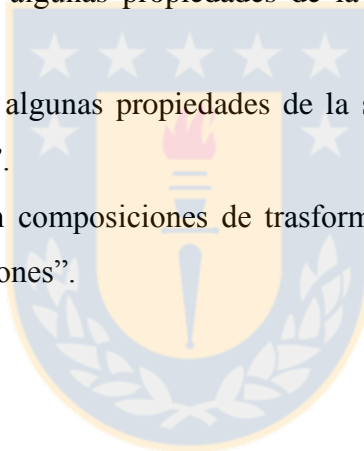 algunas propiedades de la
algunas propiedades de la s
”.
n composiciones de trasform
ones”.